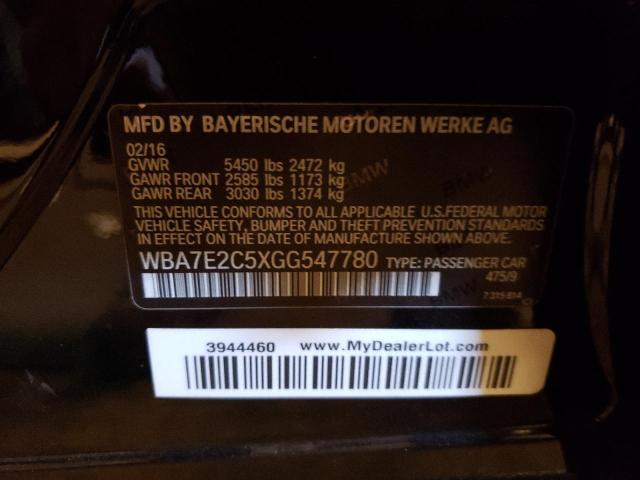 MFD BY BAYERISCHE MOTOREN WERKE AG
02/16
GVWR 5450 lbs 2472 kg
GAWR FRONT 2585 lbs 1173 kg
GAWR REAR 3030 lbs 1374 kg
THIS VEHICLE CONFORMS TO ALL APPLICABLE U.S.FEDERAL MOTOR
VEHICLE SAFETY, BUMPER AND THEFT PREVENTION
STANDARDS IN EFFECT ON THE DATE OF MANUFACTURE SHOWN ABOVE.
WBA7E2C5XGG547780 TYPE: PASSENGER CAR
475/9
7 315 814
3944460 www.MyDealerLot.com